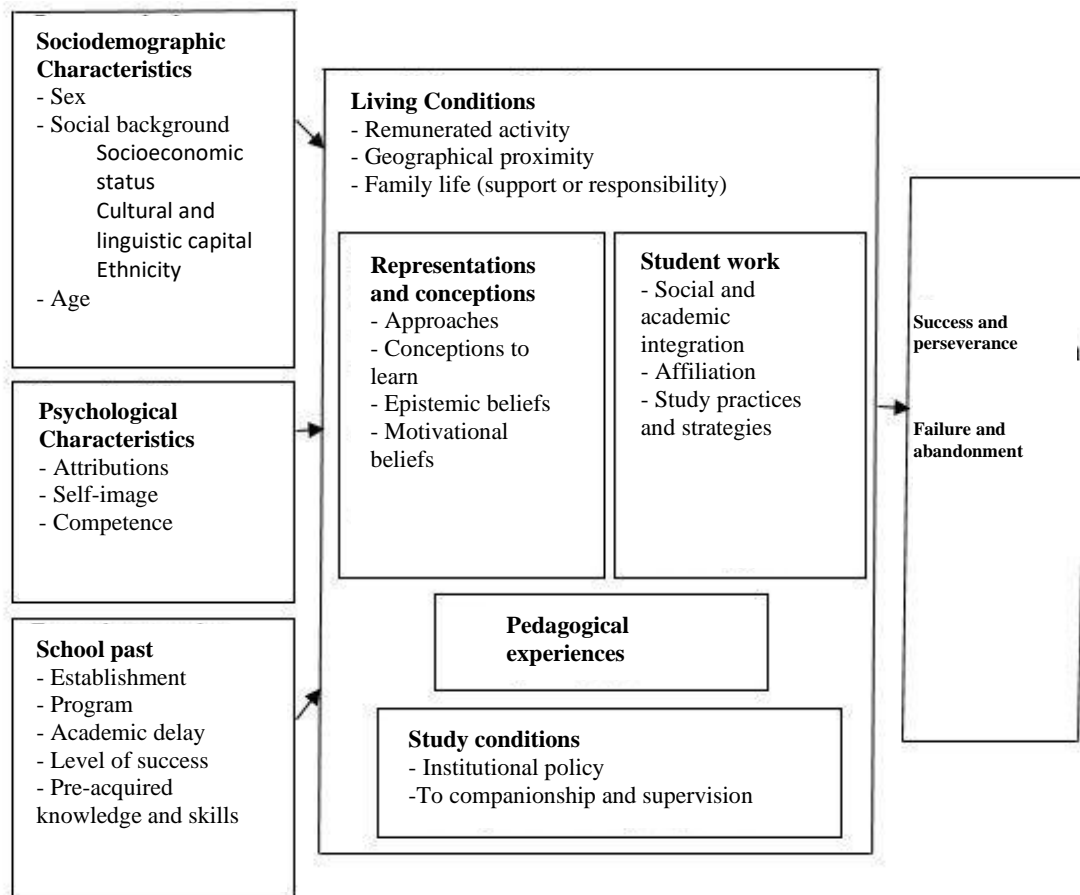 Sociodemographic
Characteristics
- Sex
- Social background
Socioeconomic
status
Cultural and
linguistic capital
Ethnicity
- Age
Psychological
Characteristics
- Attributions
- Self-image
- Competence
School past
- Establishment
- Program
- Academic delay
- Level of success
- Pre-acquired
knowledge and skills
Living Conditions
- Remunerated activity
- Geographical proximity
- Family life (support or responsibility)
Representations
and conceptions
- Approaches
- Conceptions to
learn
- Epistemic beliefs
- Motivational
beliefs
Student work
- Social and
academic
integration
- Affiliation
- Study practices
and strategies
Pedagogical
experiences
Study conditions
- Institutional policy
-To companionship and supervision
Success and
perseverance
Failure and
abandonment